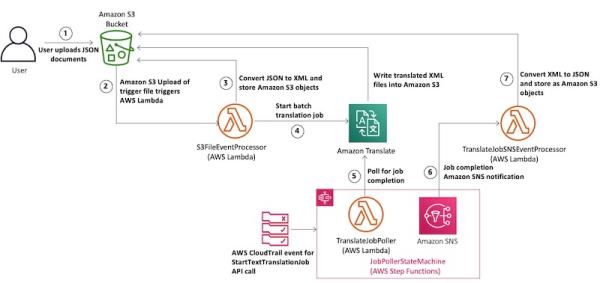 1
User uploads JSON
documents
User
Amazon S3
Bucket
2
Amazon S3 Upload of
trigger file triggers
AWS Lambda
3
Convert JSON to XML and
store Amazon S3 objects
S3FileEventProcessor
(AWS Lambda)
Start batch
translation job
4
Write translated XML
files into Amazon S3
Amazon Translate
5
Poll for job
completion
6
Job completion
Amazon SNS notification
7
Convert XML to JSON
and store as Amazon S3
objects
TranslateJobSNSEventProcessor
(AWS Lambda)
AWS CloudTrail event for
StartTextTranslationJob
API call
TranslateJobPoller
(AWS Lambda)
Amazon SNS
JobPollerStateMachine
(AWS Step Functions)